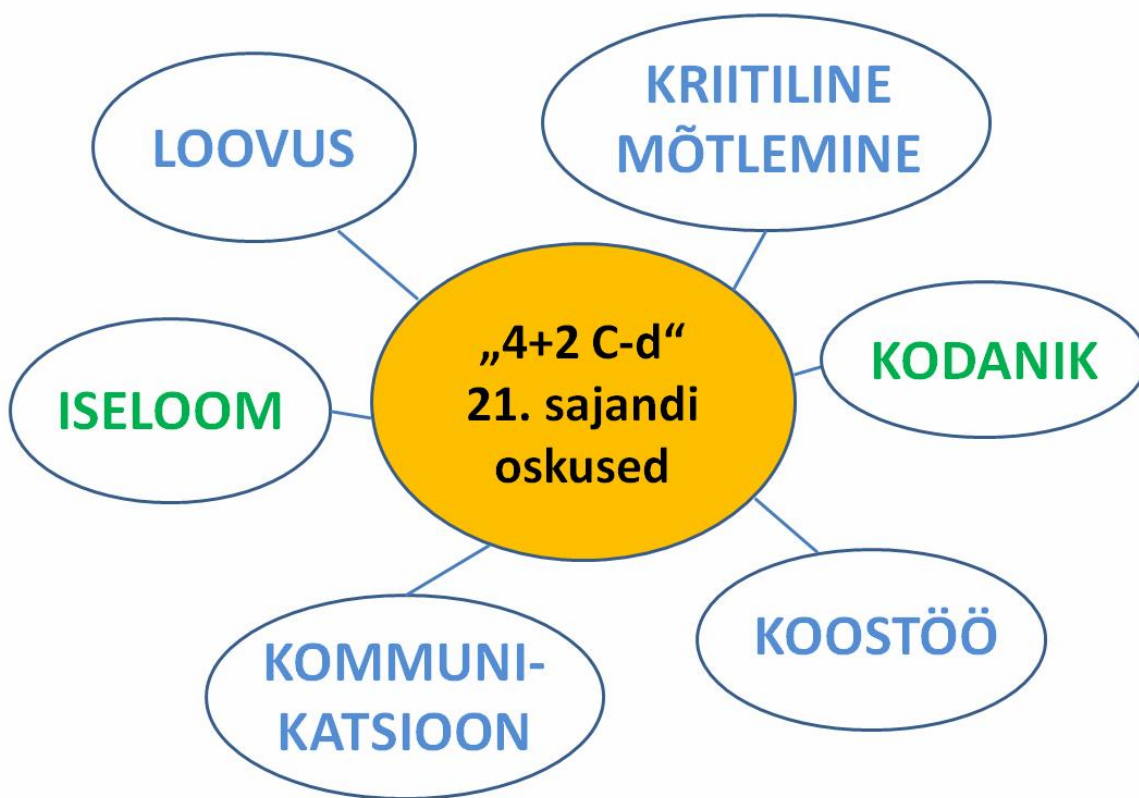 LOOVUS
KRIITILINE
MÕTLEMINE
„4+2 C-d“
21. sajandi
oskused
ISELOOM
KODANIK
KOMMUNI-
KATSIOON
KOOSTÖÖ